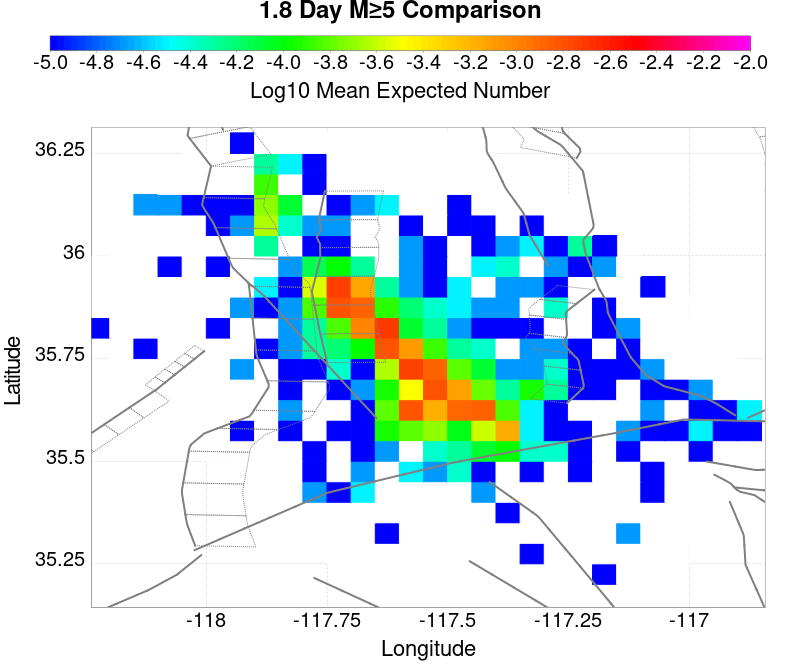 1.8 Day M≥5 Comparison
-5.0 -4.8 -4.6 -4.4 -4.2 -4.0 -3.8 -3.6 -3.4 -3.2 -3.0 -2.8 -2.6 -2.4 -2.2 -2.0
Log10 Mean Expected Number
36.25
36
35.75
35.5
35.25
Latitude
-118 -117.75 -117.5 -117.25 -117
Longitude